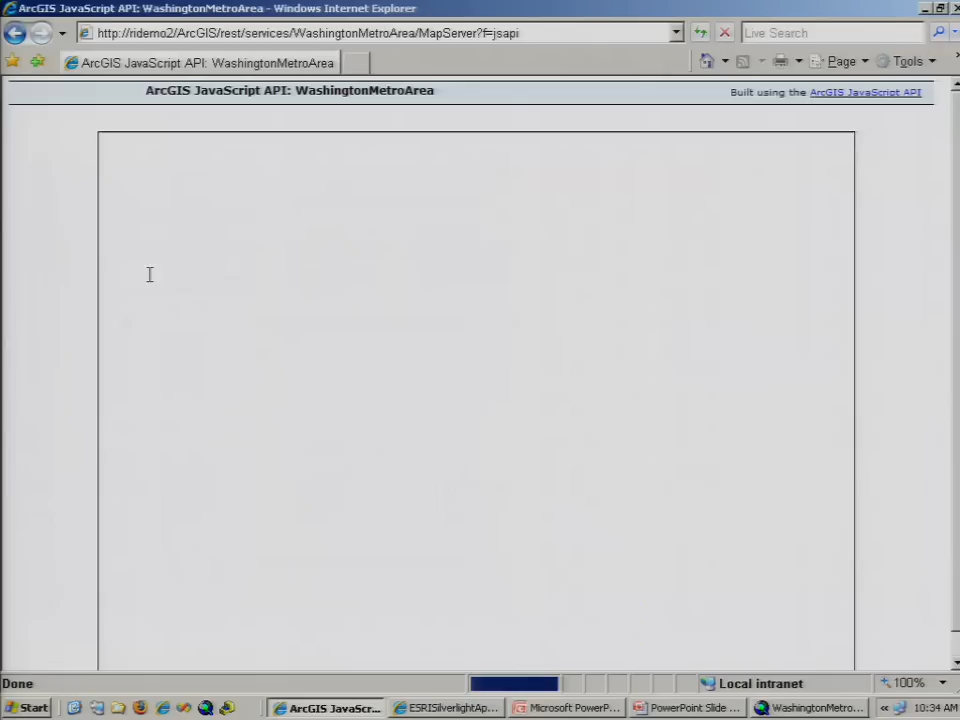 ArcGIS JavaScript API: WashingtonMetroArea - Windows Internet Explorer
http://ridemo2/ArcGIS/rest/services/WashingtonMetroArea/MapServer?f=jsapi
Live Search
ArcGIS JavaScript API: WashingtonMetroArea
Page
Tools
ArcGIS JavaScript API: WashingtonMetroArea
Built using the ArcGIS JavaScript API
Done
Local intranet
100%
Start
ArcGIS JavaScr...
ESRISilverlightAp...
Microsoft PowerP...
PowerPoint Slide ...
WashingtonMetro...
10:34 AM